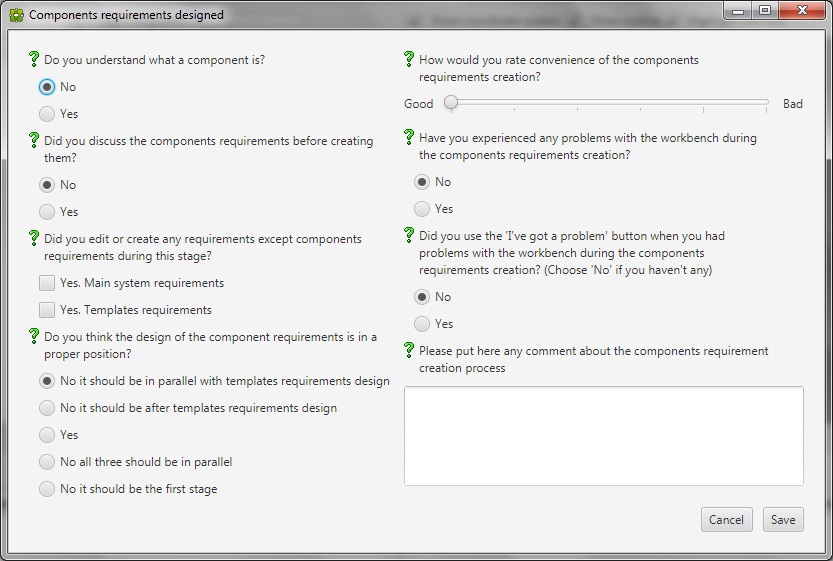 Components requirements designed
Do you understand what a component is?
No
Yes
Did you discuss the components requirements before creating
them?
No
Yes
Did you edit or create any requirements except components
requirements during this stage?
Yes. Main system requirements
Yes. Templates requirements
Do you think the design of the component requirements is in a
proper position?
No it should be in parallel with templates requirements design
No it should be after templates requirements design
Yes
No all three should be in parallel
No it should be the first stage
How would you rate convenience of the components
requirements creation?
Good Bad
Have you experienced any problems with the workbench during
the components requirements creation?
No
Yes
Did you use the 'I've got a problem' button when you had
problems with the workbench during the components
requirements creation? (Choose 'No' if you haven't any)
No
Yes
Please put here any comment about the components requirement
creation process
Cancel Save